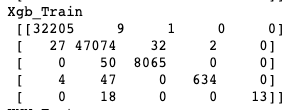 Xgb_Train
[[32205 9 1 0 0]
[ 27 47074 32 2 0]
[ 0 50 8065 0 0]
[ 4 47 0 634 0]
[ 0 18 0 0 13]]